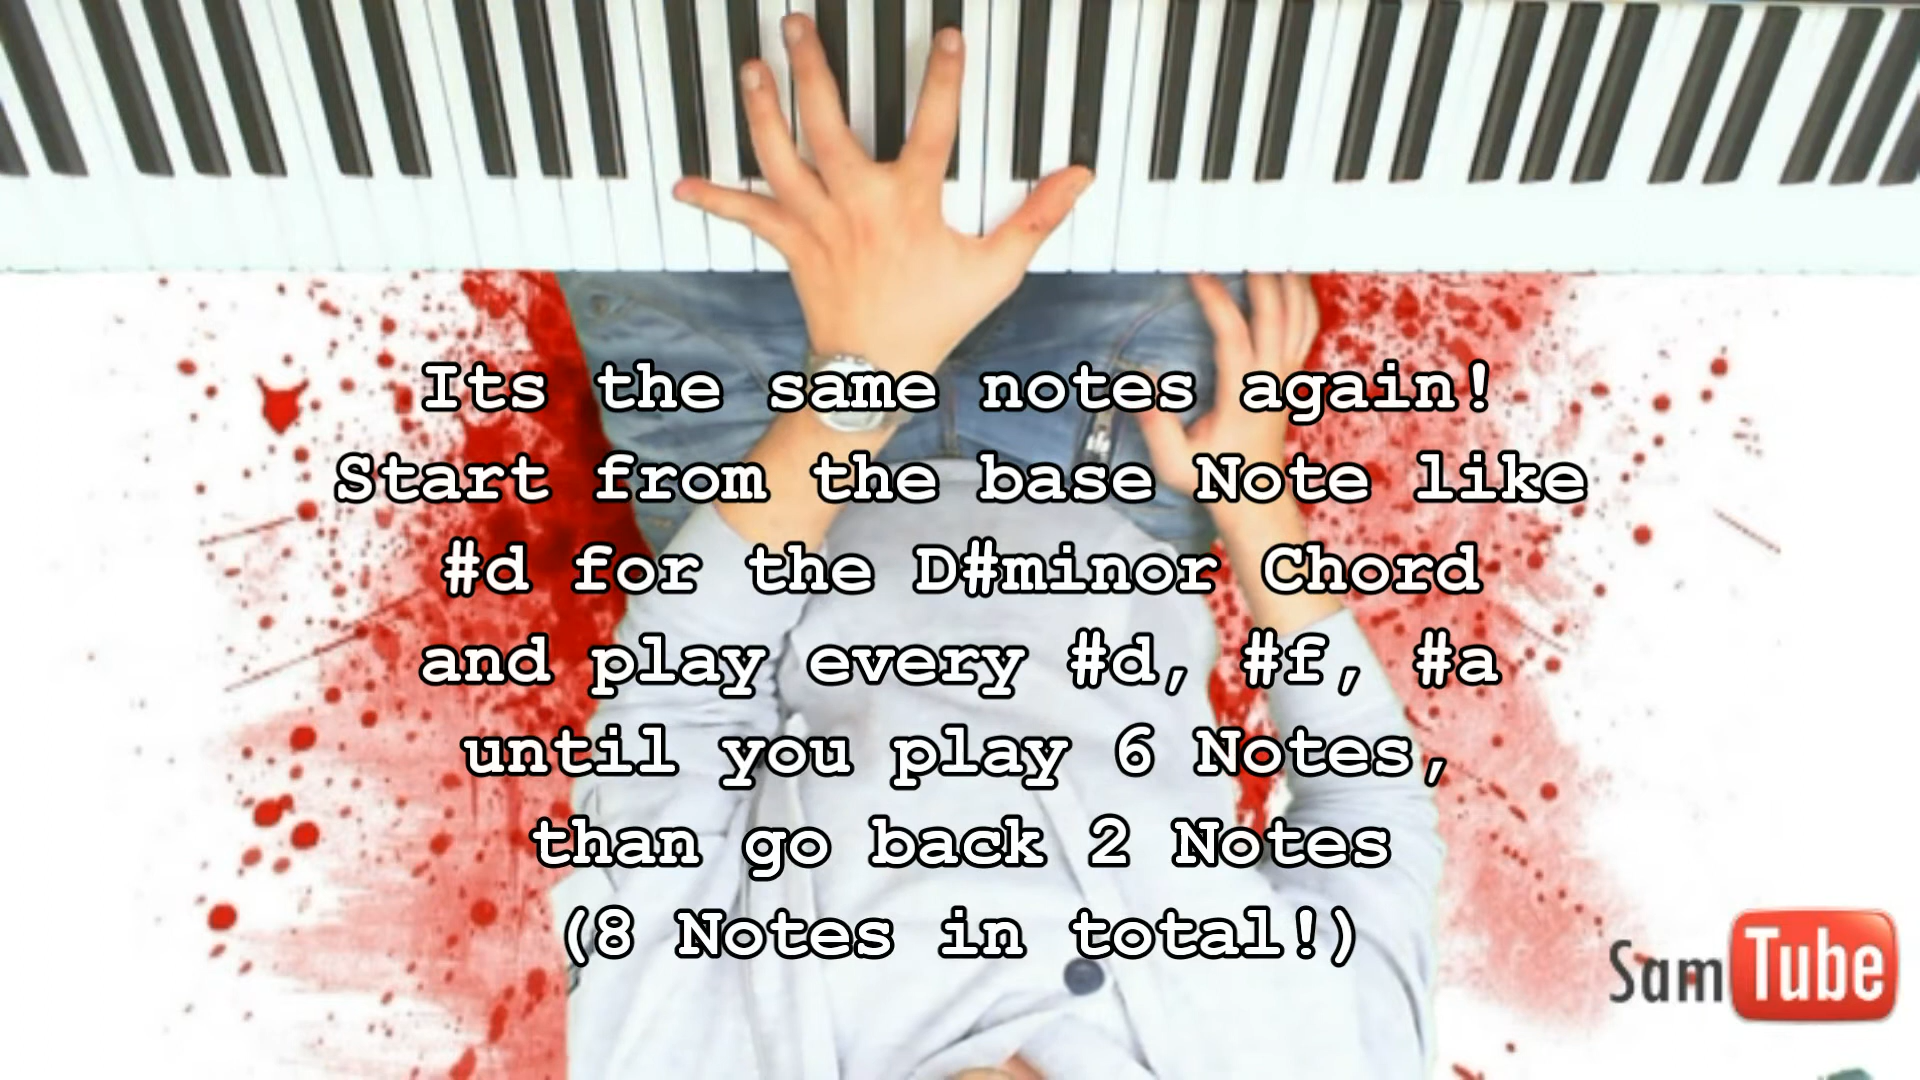 Its the same notes again!
Start from the base Note like
#d for the D#minor Chord
and play every #d, #f, #a
until you play 6 Notes,
than go back 2 Notes
(8 Notes in total!)
SamTube